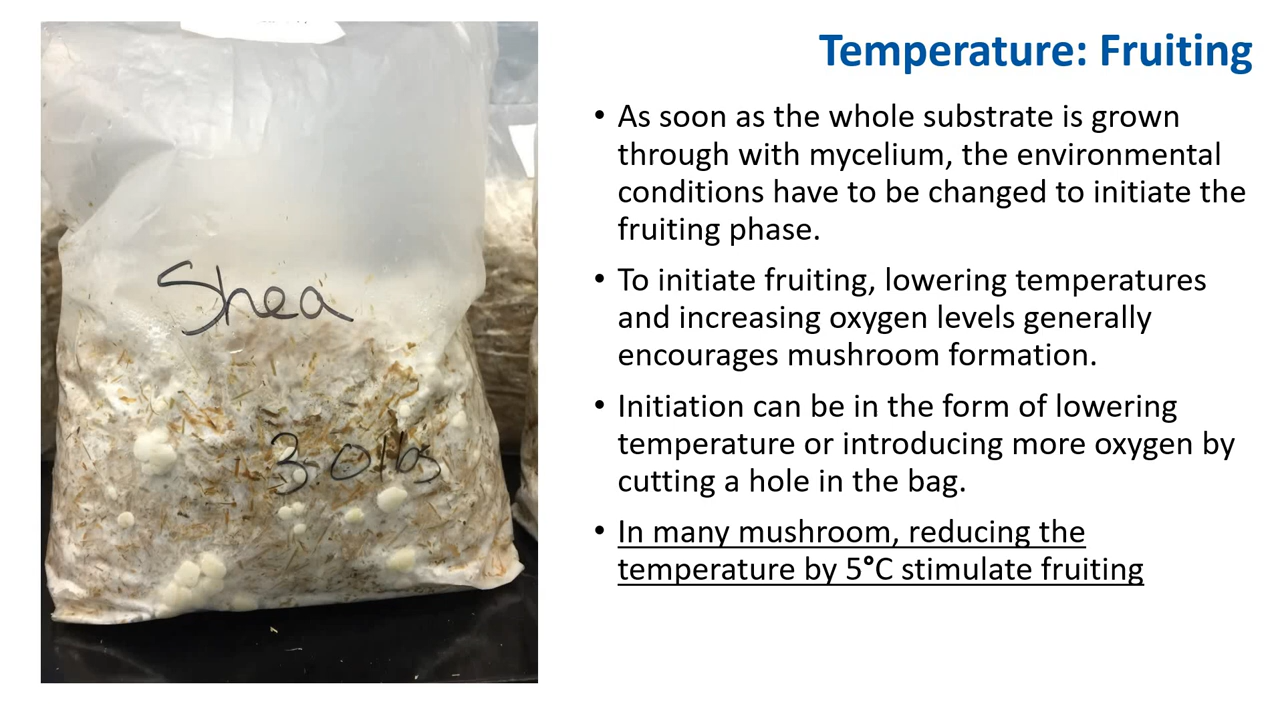 Temperature: Fruiting
Shea
3.0 lbs
• As soon as the whole substrate is grown
through with mycelium, the environmental
conditions have to be changed to initiate the
fruiting phase.
• To initiate fruiting, lowering temperatures
and increasing oxygen levels generally
encourages mushroom formation.
• Initiation can be in the form of lowering
temperature or introducing more oxygen by
cutting a hole in the bag.
• In many mushroom, reducing the
temperature by 5°C stimulate fruiting